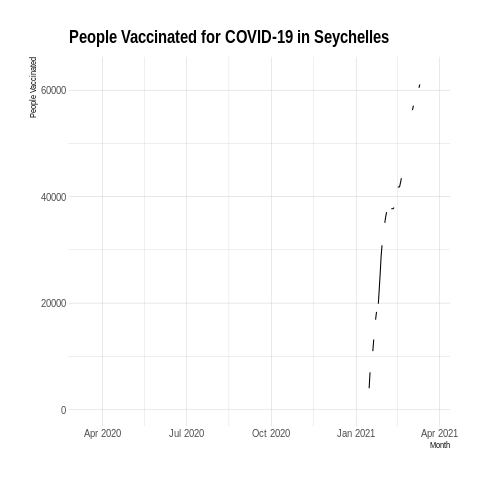 People Vaccinated for COVID-19 in Seychelles
People Vaccinated
60000
40000
20000
0
Apr 2020 Jul 2020 Oct 2020 Jan 2021 Apr 2021
Month